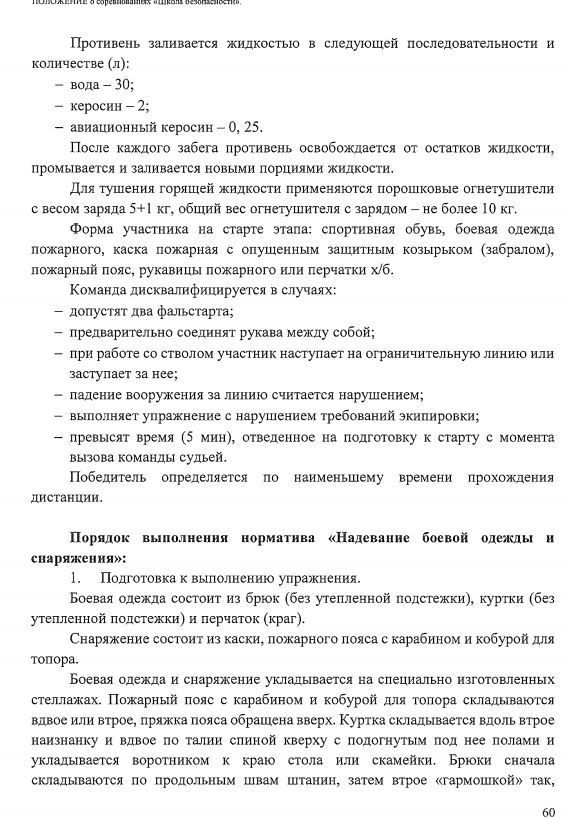 ПОЛОЖЕНИЕ о соревнованиях «Школа безопасности».
Противень заливается жидкостью в следующей последовательности и
количестве (л):
– вода – 30;
– керосин – 2;
– авиационный керосин – 0, 25.
После каждого забега противень освобождается от остатков жидкости,
промывается и заливается новыми порциями жидкости.
Для тушения горящей жидкости применяются порошковые огнетушители
с весом заряда 5+1 кг, общий вес огнетушителя с зарядом – не более 10 кг.
Форма участника на старте этапа: спортивная обувь, боевая одежда
пожарного, каска пожарная с опущенным защитным козырьком (забралом),
пожарный пояс, рукавицы пожарного или перчатки х/б.
Команда дисквалифицируется в случаях:
– допустят два фальстарта;
– предварительно соединят рукава между собой;
– при работе со стволом участник наступает на ограничительную линию или
заступает за нее;
– падение вооружения за линию считается нарушением;
– выполняет упражнение с нарушением требований экипировки;
– превысят время (5 мин), отведенное на подготовку к старту с момента
вызова команды судьей.
Победитель определяется по наименьшему времени прохождения
дистанции.
Порядок выполнения норматива «Надевание боевой одежды и
снаряжения»:
1. Подготовка к выполнению упражнения.
Боевая одежда состоит из брюк (без утепленной подстежки), куртки (без
утепленной подстежки) и перчаток (краг).
Снаряжение состоит из каски, пожарного пояса с карабином и кобурой для
топора.
Боевая одежда и снаряжение укладывается на специально изготовленных
стеллажах. Пожарный пояс с карабином и кобурой для топора складываются
вдвое или втрое, пряжка пояса обращена вверх. Куртка складывается вдоль втрое
наизнанку и вдвое по талии спиной кверху с подогнутым под нее полами и
укладывается воротником к краю стола или скамейки. Брюки сначала
складываются по продольным швам штанин, затем втрое «гармошкой» так,
60